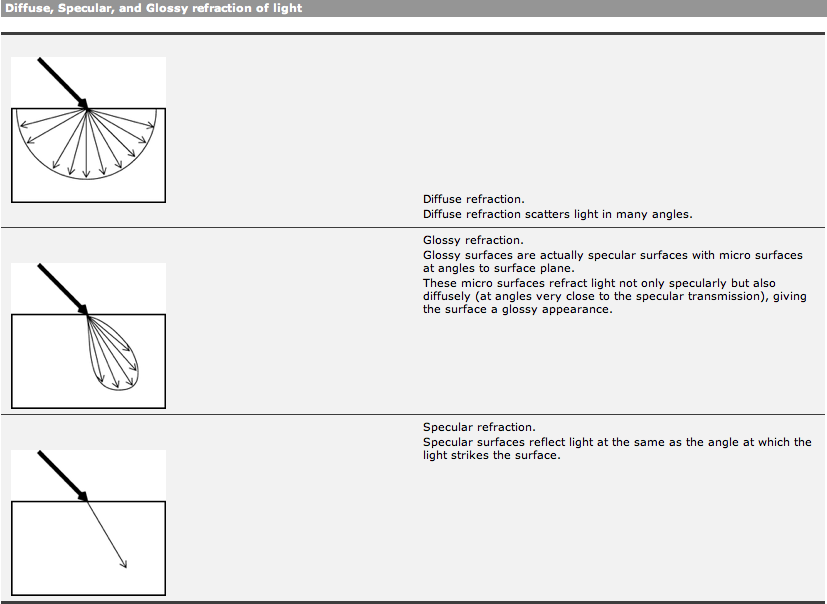 Diffuse, Specular, and Glossy refraction of light
Diffuse refraction.
Diffuse refraction scatters light in many angles.
Glossy refraction.
Glossy surfaces are actually specular surfaces with micro surfaces
at angles to surface plane.
These micro surfaces refract light not only specularly but also
diffusely (at angles very close to the specular transmission), giving
the surface a glossy appearance.
Specular refraction.
Specular surfaces reflect light at the same as the angle at which the
light strikes the surface.